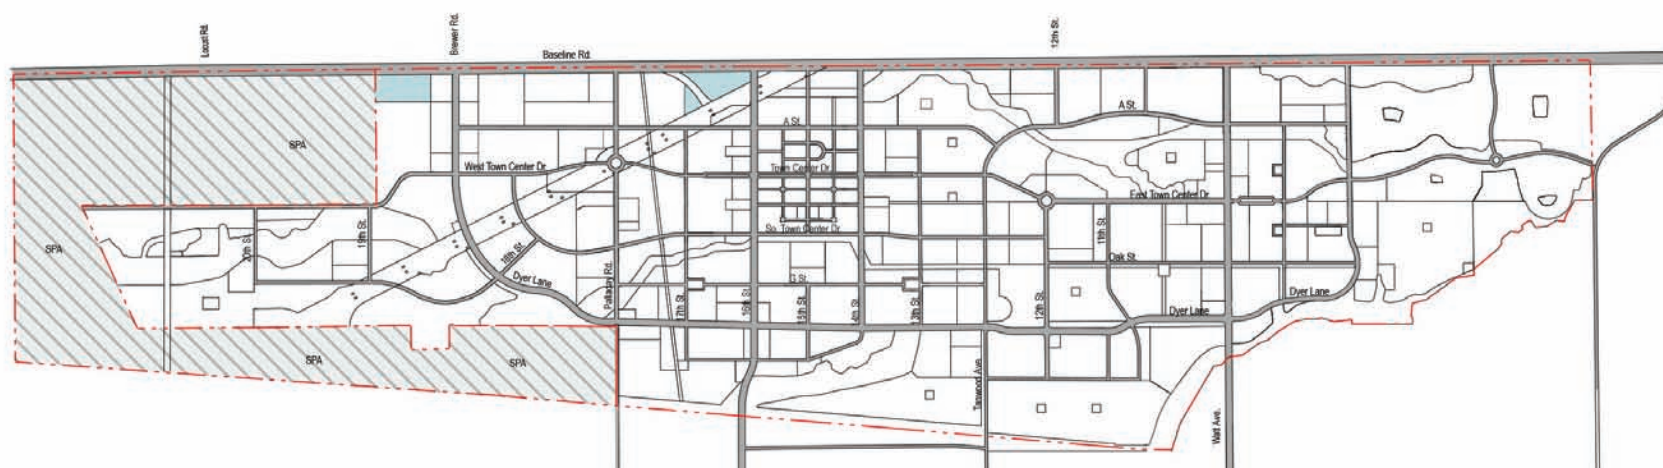 Locust Rd.
Brewer Rd.
Baseline Rd.
12th St.
A St.
A St.
SPA
West Town Center Dr.
Town Center Dr.
East Town Center Dr.
So. Town Center Dr.
11th St.
Oak St.
20th St.
19th St.
18th St.
SPA
Dyer Lane
G St.
Dyer Lane
Dyer Lane
17th St.
16th St.
15th St.
14th St.
13th St.
12th St.
SPA
SPA
Tanwood Ave.
Watt Ave.